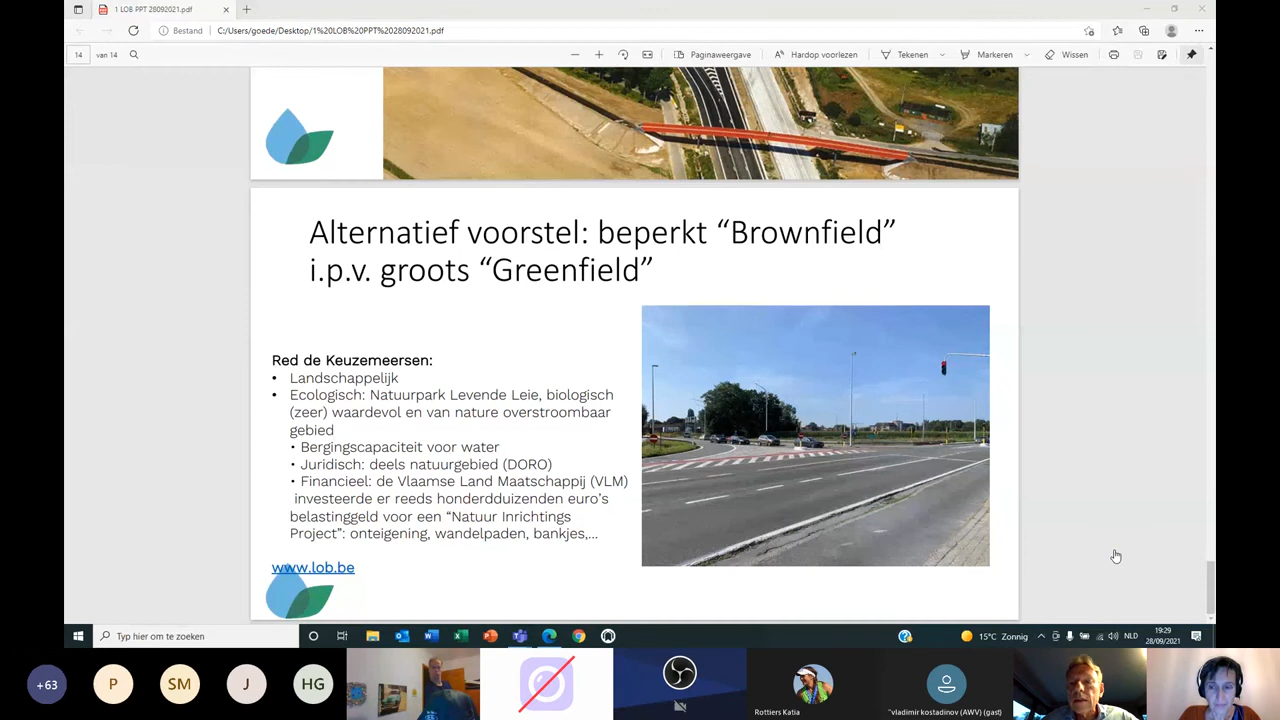 1 LOB PPT 28092021.pdf
Bestand
C:/Users/goede/Desktop/1%20LOB%20PPT%2028092021.pdf
14 van 14
Paginaweergave
Hardop voorlezen
Tekenen
Markeren
Wissen
Alternatief voorstel: beperkt “Brownfield”
i.p.v. groots “Greenfield”
Red de Keuzemeersen:
• Landschappelijk
• Ecologisch: Natuurpark Levende Leie, biologisch
(zeer) waardevol en van nature overstroombaar
gebied
• Bergingscapaciteit voor water
• Juridisch: deels natuurgebied (DORO)
• Financieel: de Vlaamse Land Maatschappij (VLM)
investeerde er reeds honderdduizenden euro’s
belastinggeld voor een “Natuur Inrichtings
Project”: onteigening, wandelpaden, bankjes,...
www.lob.be
Typ hier om te zoeken
15°C Zonnig
NLD
19:29
28/09/2021
+63
P
SM
J
HG
Rottiers Katia
"vladimir kostadinov (AWV) (gast)